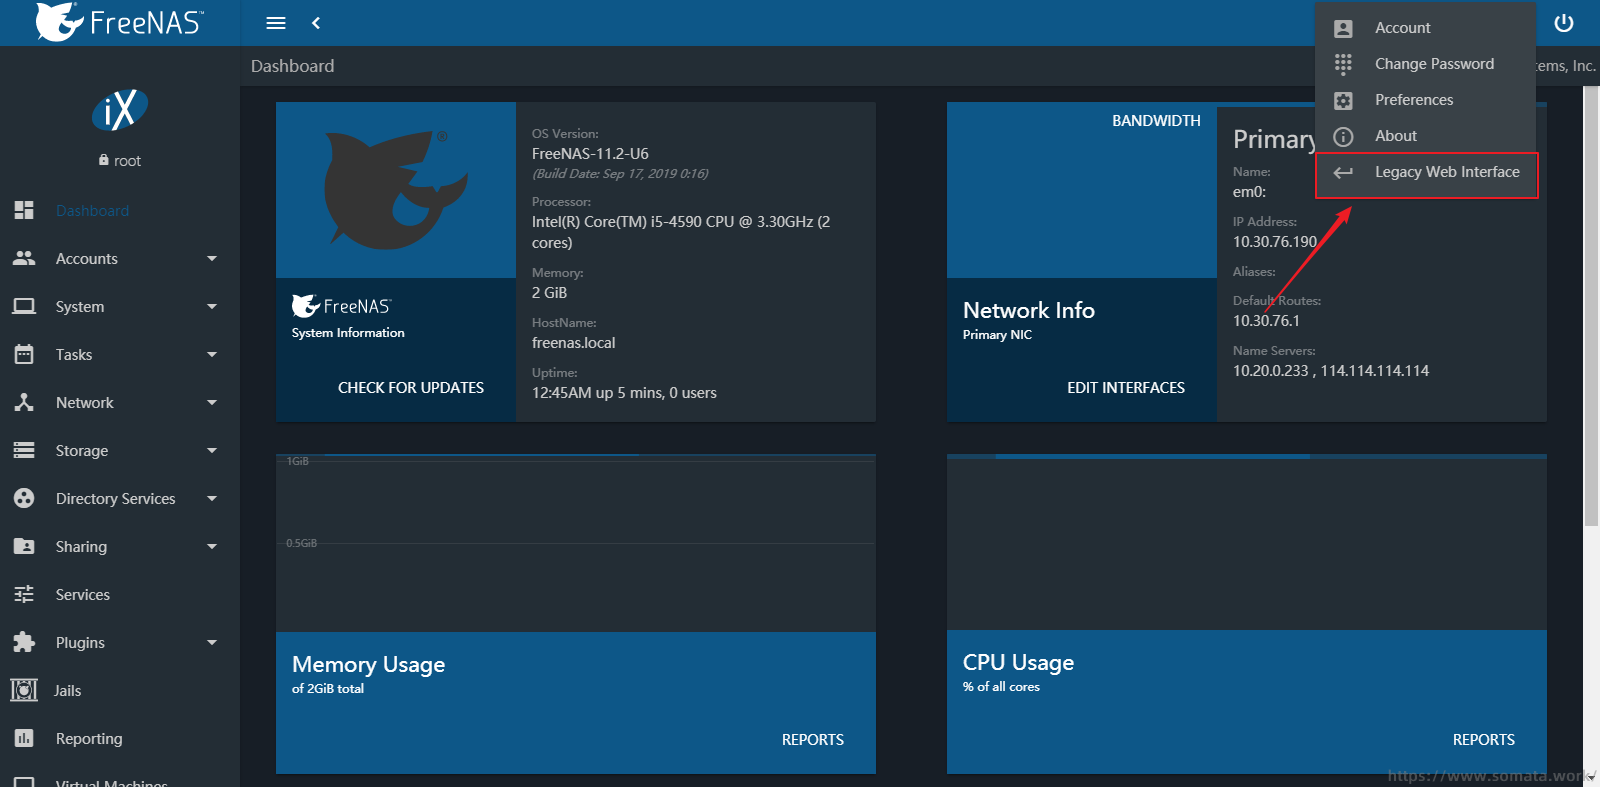 FreeNAS™
Dashboard
tems, Inc.
Account
Change Password
Preferences
About
Legacy Web Interface
iX
root
Dashboard
Accounts
System
Tasks
Network
Storage
Directory Services
Sharing
Services
Plugins
Jails
Reporting
Virtual Machines
®
FreeNAS®
System Information
CHECK FOR UPDATES
OS Version:
FreeNAS-11.2-U6
(Build Date: Sep 17, 2019 0:16)
Processor:
Intel(R) Core(TM) i5-4590 CPU @ 3.30GHz (2
cores)
Memory:
2 GiB
HostName:
freenas.local
Uptime:
12:45AM up 5 mins, 0 users
BANDWIDTH
Network Info
Primary NIC
EDIT INTERFACES
Primary
Name:
em0:
IP Address:
10.30.76.190
Aliases:
Default Routes:
10.30.76.1
Name Servers:
10.20.0.233 , 114.114.114.114
1GiB
0.5GiB
Memory Usage
of 2GiB total
REPORTS
CPU Usage
% of all cores
REPORTS
https://www.somata.work/